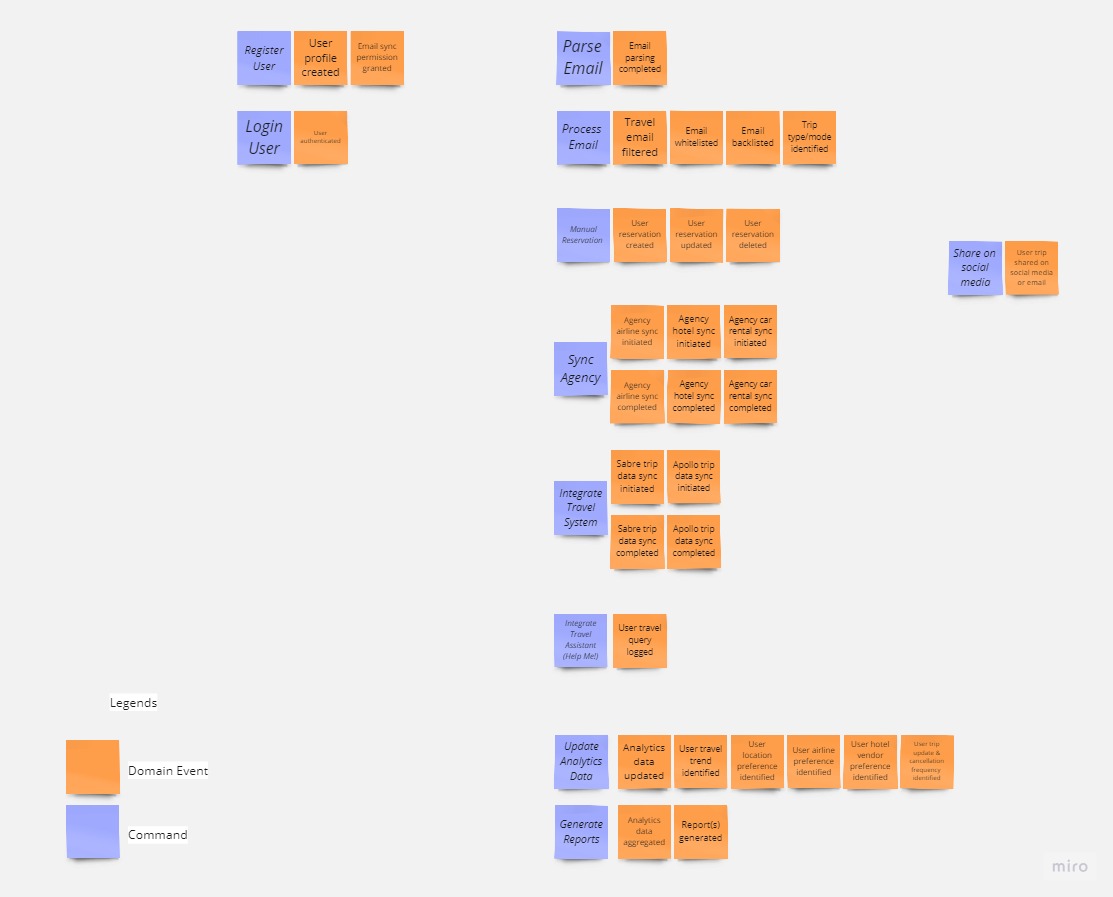 Register
User
User
profile
created
Email sync
permission
granted
Parse
Email
Email
parsing
completed
Login
User
User
authenticated
Process
Email
Travel
email
filtered
Email
whitelisted
Email
backlisted
Trip
type/mode
identified
Manual
Reservation
User
reservation
created
User
reservation
updated
User
reservation
deleted
Share on
social
media
User trip
shared on
social media
or email
Sync
Agency
Agency
airline sync
initiated
Agency
hotel sync
initiated
Agency car
rental sync
initiated
Agency
airline sync
completed
Agency
hotel sync
completed
Agency car
rental sync
completed
Integrate
Travel
System
Sabre trip
data sync
initiated
Apollo trip
data sync
initiated
Sabre trip
data sync
completed
Apollo trip
data sync
completed
Integrate
Travel
Assistant
(Help Me!)
User travel
query
logged
Legends
Domain Event
Command
Update
Analytics
Data
Analytics
data
updated
User travel
trend
identified
User
location
preference
identified
User airline
preference
identified
User hotel
vendor
preference
identified
User trip
update &
cancellation
frequency
identified
Generate
Reports
Analytics
data
aggregated
Report(s)
generated
miro